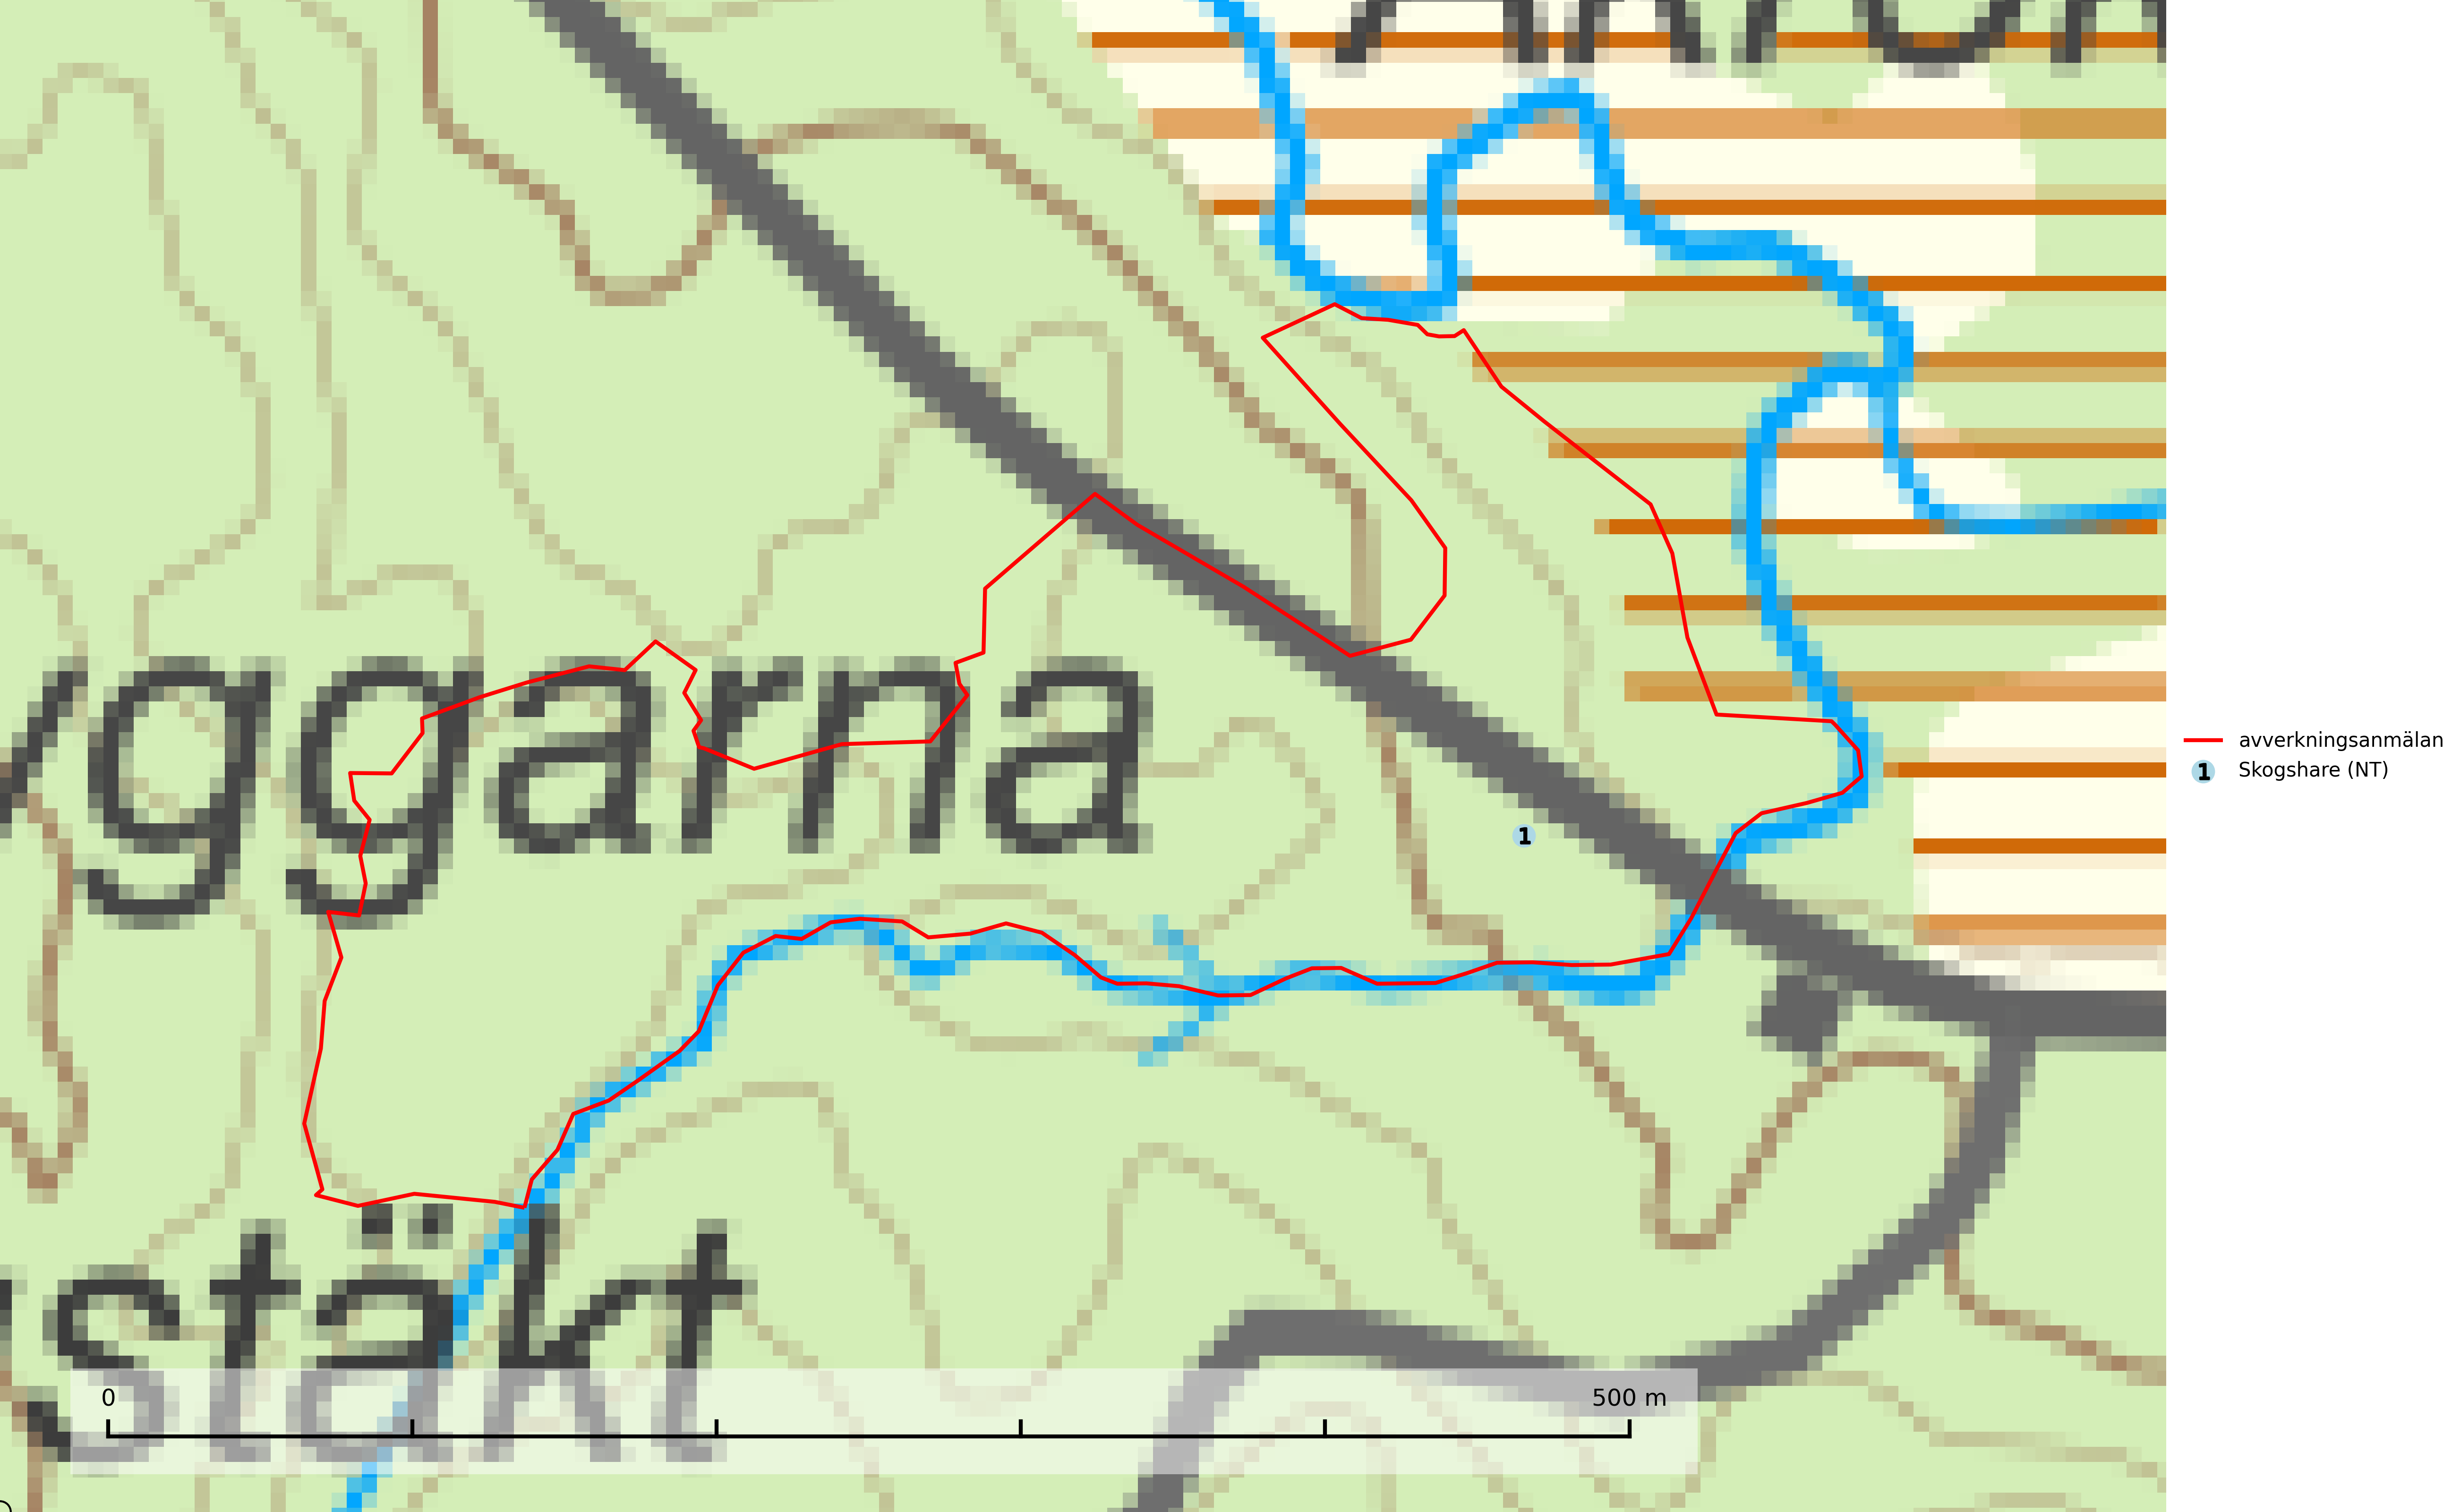 ggarna
avverkningsanmälan
1 Skogshare (NT)
1
stäkt
0 500 m